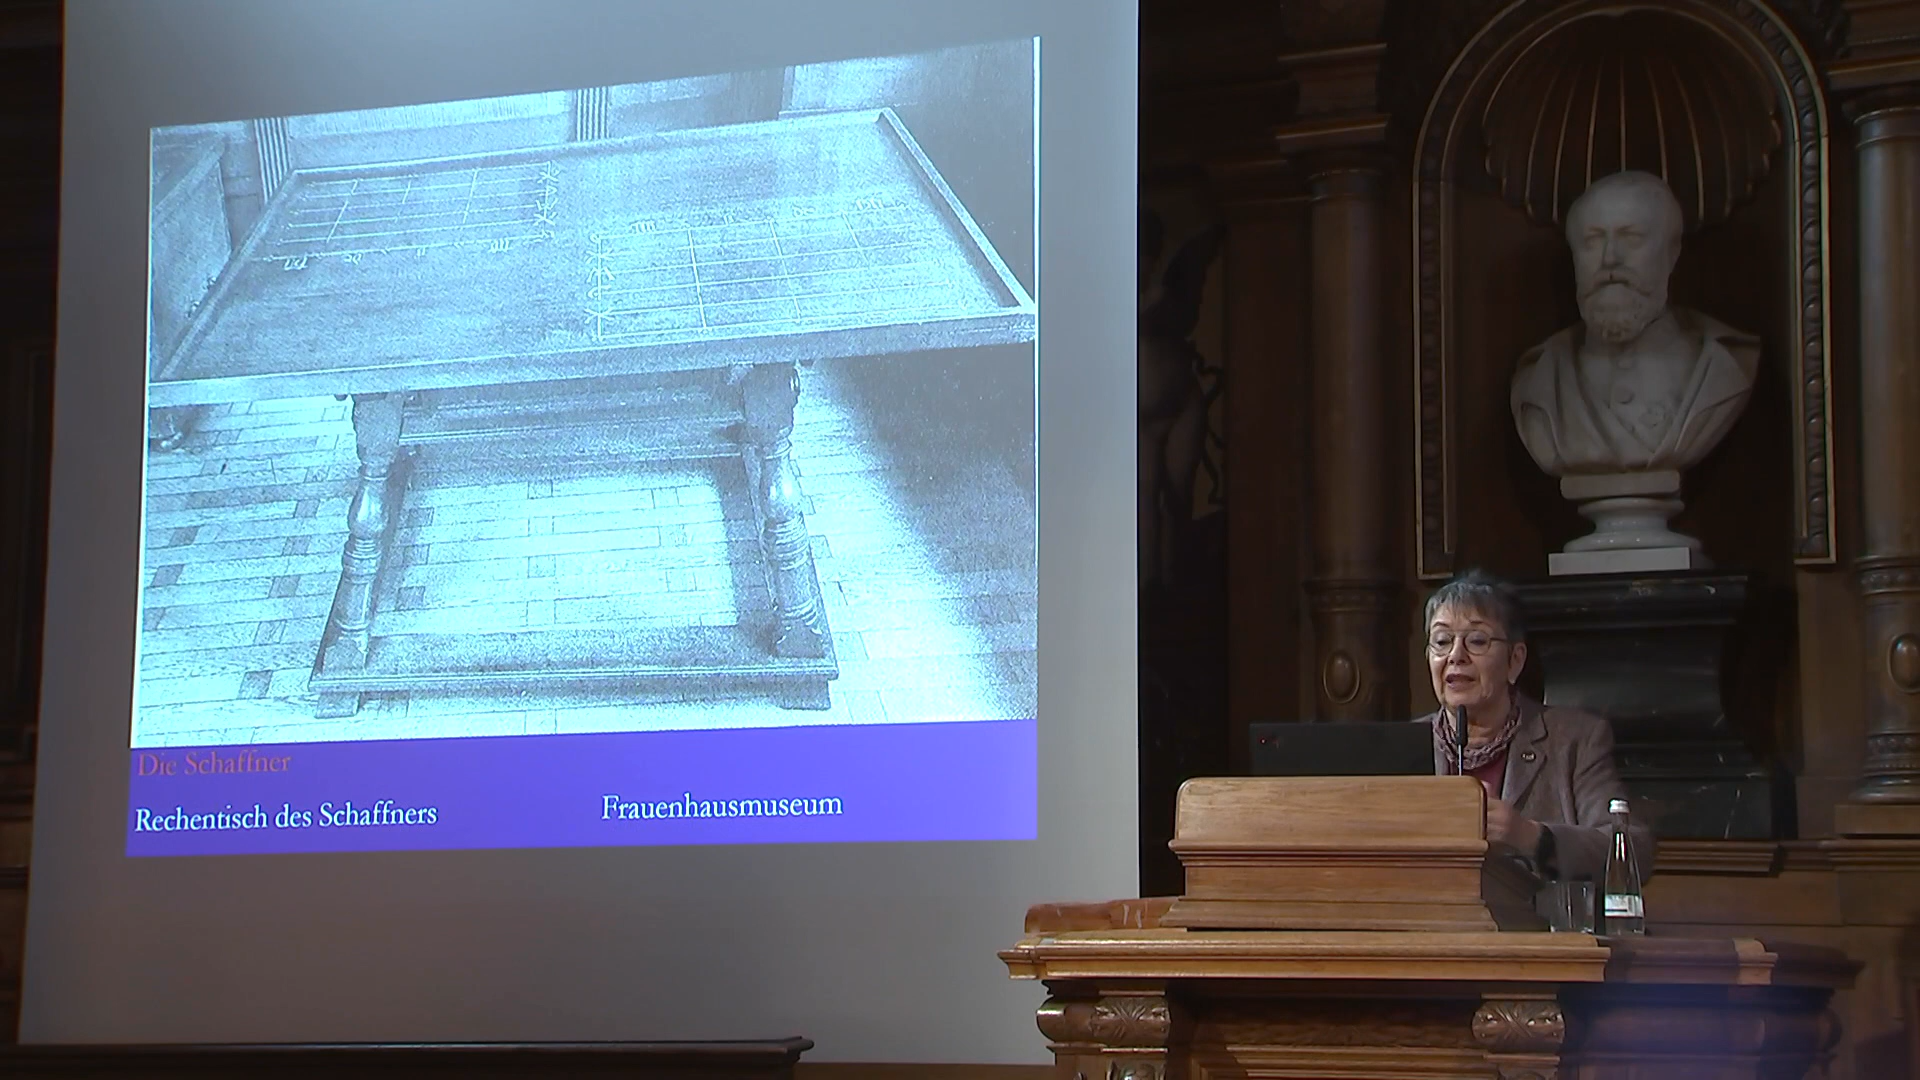 Die Schaffner
Rechentisch des Schaffners
Frauenhausmuseum